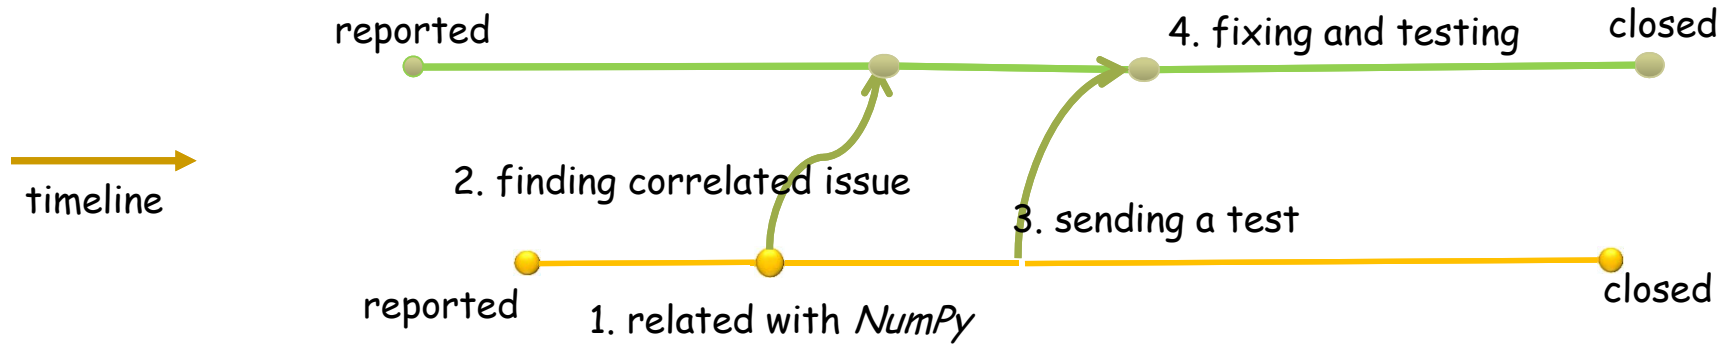 reported
4. fixing and testing
closed
timeline
2. finding correlated issue
3. sending a test
reported
1. related with NumPy
closed